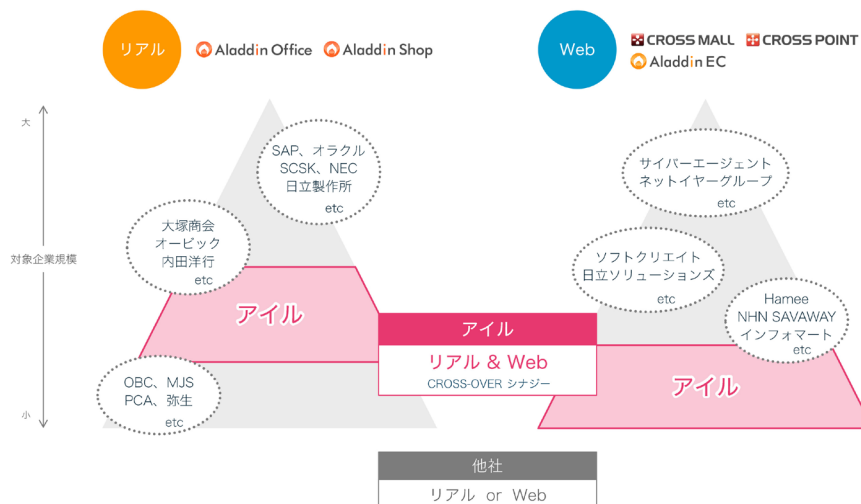 リアル
Aladdin Office
Aladdin Shop
Web
CROSS MALL
CROSS POINT
Aladdin EC
大
対象企業規模
小
SAP、オラクル
SCSK、NEC
日立製作所
etc
大塚商会
オービック
内田洋行
etc
アイル
OBC、MJS
PCA、弥生
etc
アイル
リアル & Web
CROSS-OVER シナジー
サイバーエージェント
ネットイヤーグループ
etc
ソフトクリエイト
日立ソリューションズ
etc
Hamee
NHN SAVAWAY
インフォマート
etc
アイル
他社
リアル or Web